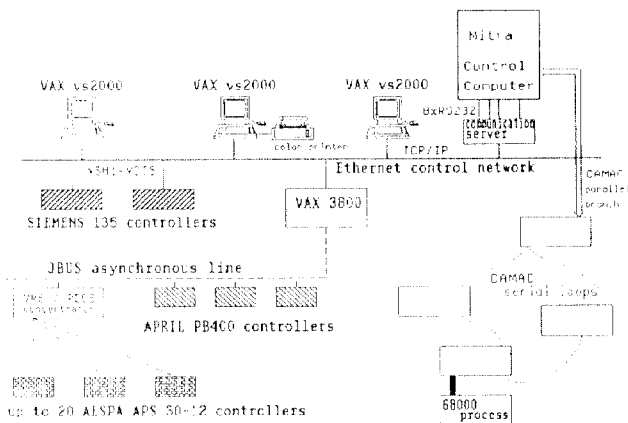 Mitra
Control
Computer
VAX vs2000
VAX vs2000
VAX vs2000
8xRS232
communication
server
color printer
TCP/IP
Ethernet control network
CAMAC
parallel
branch
SIEMENS 135 controllers
VAX 3800
JBUS asynchronous line
CAMAC
serial loops
APRIL PB400 controllers
up to 20 ALSPA APS 30-12 controllers
68000
process